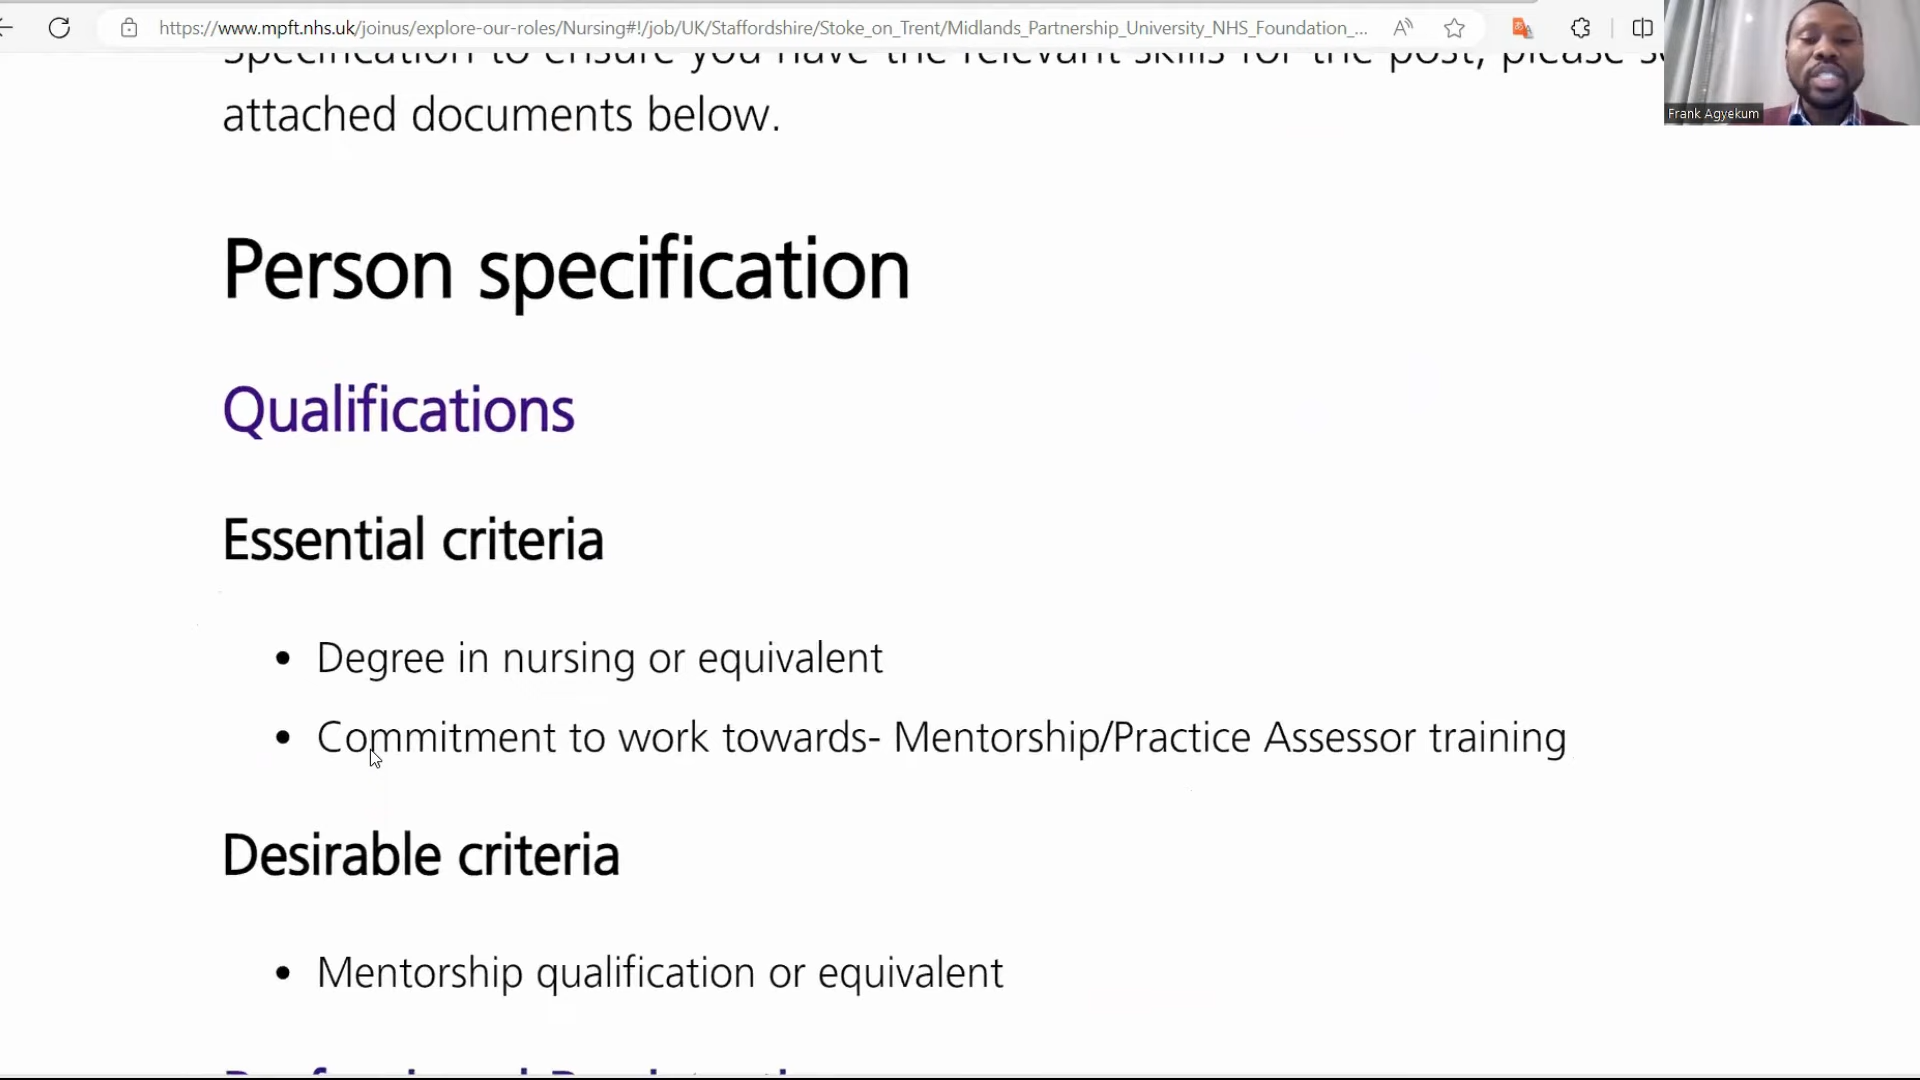 https://www.mpft.nhs.uk/joinus/explore-our-roles/Nursing#!/job/UK/Staffordshire/Stoke_on_Trent/Midlands_Partnership_University_NHS_Foundation_...
Frank Agyekum
specification to ensure you have the relevant skills for the post, please
attached documents below.
Person specification
Qualifications
Essential criteria
• Degree in nursing or equivalent
• Commitment to work towards- Mentorship/Practice Assessor training
Desirable criteria
• Mentorship qualification or equivalent